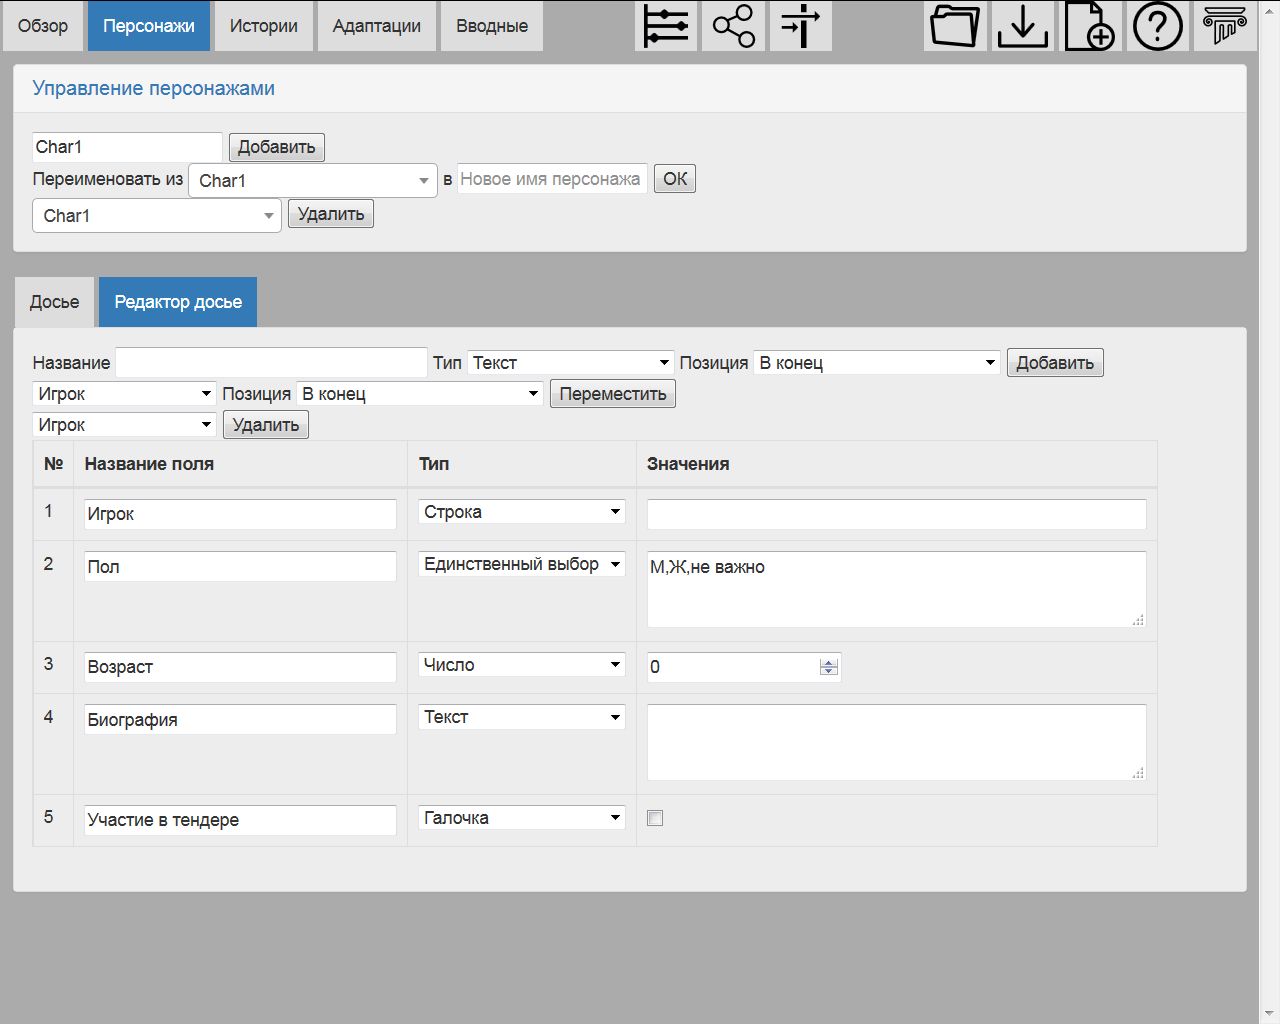 Обзор Персонажи Истории Адаптации Вводные
Управление персонажами
Char1 Добавить
Переименовать из Char1 в Новое имя персонажа ОК
Char1 Удалить
Досье Редактор досье
Название Тип Текст Позиция В конец Добавить
Игрок Позиция В конец Переместить
Игрок Удалить
№ Название поля Тип Значения
1 Игрок Строка
2 Пол Единственный выбор М,Ж,не важно
3 Возраст Число 0
4 Биография Текст
5 Участие в тендере Галочка